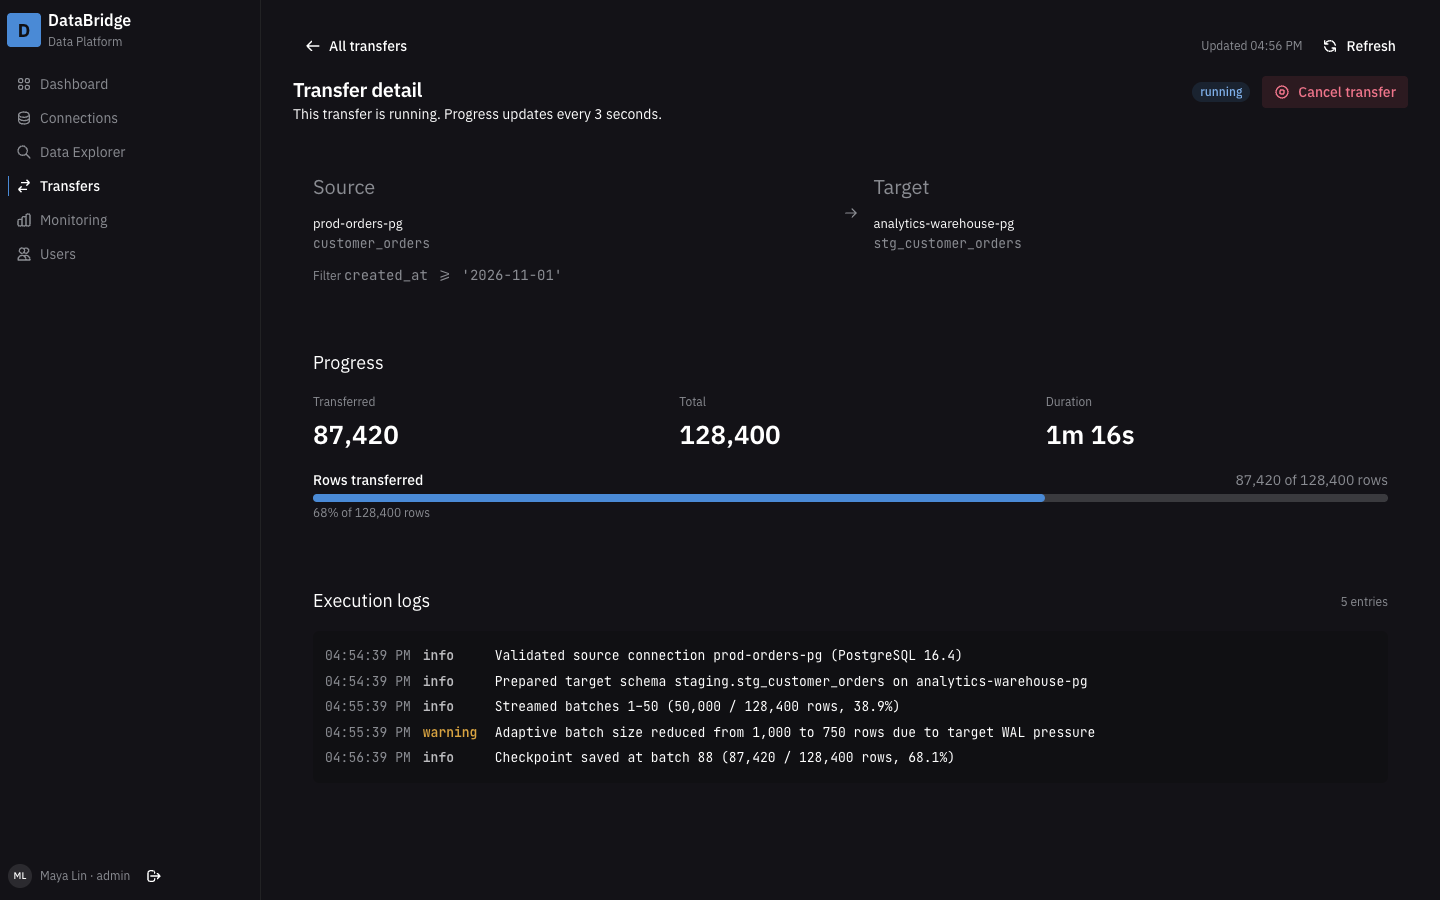 D
DataBridge
Data Platform
Dashboard
Connections
Data Explorer
Transfers
Monitoring
Users
ML
Maya Lin · admin
All transfers
Updated 04:56 PM
Refresh
Transfer detail
This transfer is running. Progress updates every 3 seconds.
running
Cancel transfer
Source
prod-orders-pg
customer_orders
Filter created_at >= '2026-11-01'
→
Target
analytics-warehouse-pg
stg_customer_orders
Progress
Transferred
87,420
Total
128,400
Duration
1m 16s
Rows transferred
87,420 of 128,400 rows
68% of 128,400 rows
Execution logs
5 entries
04:54:39 PM info Validated source connection prod-orders-pg (PostgreSQL 16.4)
04:54:39 PM info Prepared target schema staging.stg_customer_orders on analytics-warehouse-pg
04:55:39 PM info Streamed batches 1–50 (50,000 / 128,400 rows, 38.9%)
04:55:39 PM warning Adaptive batch size reduced from 1,000 to 750 rows due to target WAL pressure
04:56:39 PM info Checkpoint saved at batch 88 (87,420 / 128,400 rows, 68.1%)